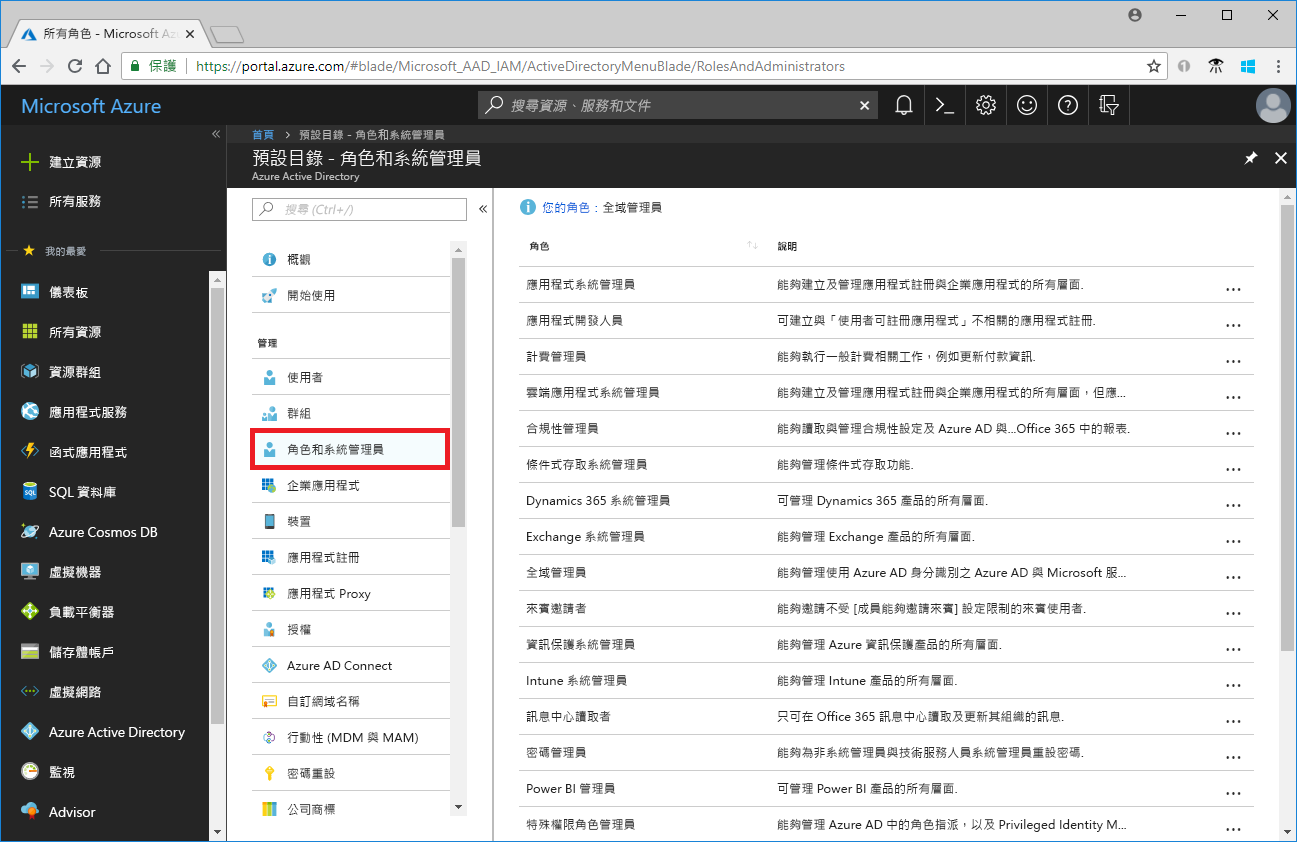 所有角色 - Microsoft Az
保護
https://portal.azure.com/#blade/Microsoft_AAD_IAM/ActiveDirectoryMenuBlade/RolesAndAdministrators
Microsoft Azure
搜尋資源、服務和文件
建立資源
所有服務
我的最愛
儀表板
所有資源
資源群組
應用程式服務
函式應用程式
SQL 資料庫
Azure Cosmos DB
虛擬機器
負載平衡器
儲存體帳戶
虛擬網路
Azure Active Directory
監視
Advisor
首頁 > 預設目錄 - 角色和系統管理員
預設目錄 - 角色和系統管理員
Azure Active Directory
搜尋 (Ctrl+/)
概觀
開始使用
管理
使用者
群組
角色和系統管理員
企業應用程式
裝置
應用程式註冊
應用程式 Proxy
授權
Azure AD Connect
自訂網域名稱
行動性 (MDM 與 MAM)
密碼重設
公司商標
您的角色：全域管理員
角色 說明
應用程式系統管理員 能夠建立及管理應用程式註冊與企業應用程式的所有層面.
應用程式開發人員 可建立與「使用者可註冊應用程式」不相關的應用程式註冊.
計費管理員 能夠執行一般計費相關工作，例如更新付款資訊.
雲端應用程式系統管理員 能夠建立及管理應用程式註冊與企業應用程式的所有層面，但應...
合規性管理員 能夠讀取與管理合規性設定及 Azure AD 與...Office 365 中的報表.
條件式存取系統管理員 能夠管理條件式存取功能.
Dynamics 365 系統管理員 可管理 Dynamics 365 產品的所有層面.
Exchange 系統管理員 能夠管理 Exchange 產品的所有層面.
全域管理員 能夠管理使用 Azure AD 身分識別之 Azure AD 與 Microsoft 服...
來賓邀請者 能夠邀請不受 [成員能夠邀請來賓] 設定限制的來賓使用者.
資訊保護系統管理員 能夠管理 Azure 資訊保護產品的所有層面.
Intune 系統管理員 能夠管理 Intune 產品的所有層面.
訊息中心讀取者 只可在 Office 365 訊息中心讀取及更新其組織的訊息.
密碼管理員 能夠為非系統管理員與技術服務人員系統管理員重設密碼.
Power BI 管理員 可管理 Power BI 產品的所有層面.
特殊權限角色管理員 能夠管理 Azure AD 中的角色指派，以及 Privileged Identity M...